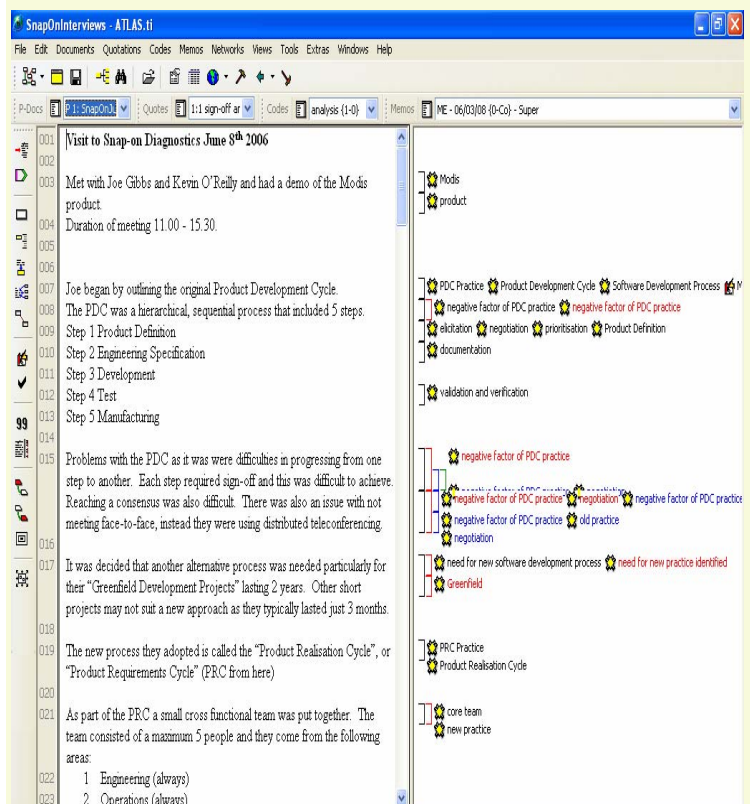 SnapOnInterviews - ATLAS.ti
File Edit Documents Quotations Codes Memos Networks Views Tools Extras Windows Help
P-Docs P 1: SnapOnJu Quotes 1:1 sign-off ar Codes analysis {1-0} Memos ME - 06/03/08 {0-Co} - Super
001 Visit to Snap-on Diagnostics June 8th 2006
002
003 Met with Joe Gibbs and Kevin O'Reilly and had a demo of the Modis
product.
004 Duration of meeting 11.00 - 15.30.
005
006
007 Joe began by outlining the original Product Development Cycle.
008 The PDC was a hierarchical, sequential process that included 5 steps.
009 Step 1 Product Definition
010 Step 2 Engineering Specification
011 Step 3 Development
012 Step 4 Test
013 Step 5 Manufacturing
014
015 Problems with the PDC as it was were difficulties in progressing from one
step to another. Each step required sign-off and this was difficult to achieve.
Reaching a consensus was also difficult. There was also an issue with not
meeting face-to-face, instead they were using distributed teleconferencing.
016
017 It was decided that another alternative process was needed particularly for
their "Greenfield Development Projects" lasting 2 years. Other short
projects may not suit a new approach as they typically lasted just 3 months.
018
019 The new process they adopted is called the "Product Realisation Cycle", or
"Product Requirements Cycle" (PRC from here)
020
021 As part of the PRC a small cross functional team was put together. The
team consisted of a maximum 5 people and they come from the following
areas:
022 1 Engineering (always)
023 2 Operations (always)
Modis
product
PDC Practice Product Development Cycle Software Development Process M
negative factor of PDC practice negative factor of PDC practice
elicitation negotiation prioritisation Product Definition
documentation
validation and verification
negative factor of PDC practice
negative factor of PDC practice negotiation negative factor of PDC practice
negative factor of PDC practice old practice
negotiation
need for new software development process need for new practice identified
Greenfield
PRC Practice
Product Realisation Cycle
core team
new practice
99